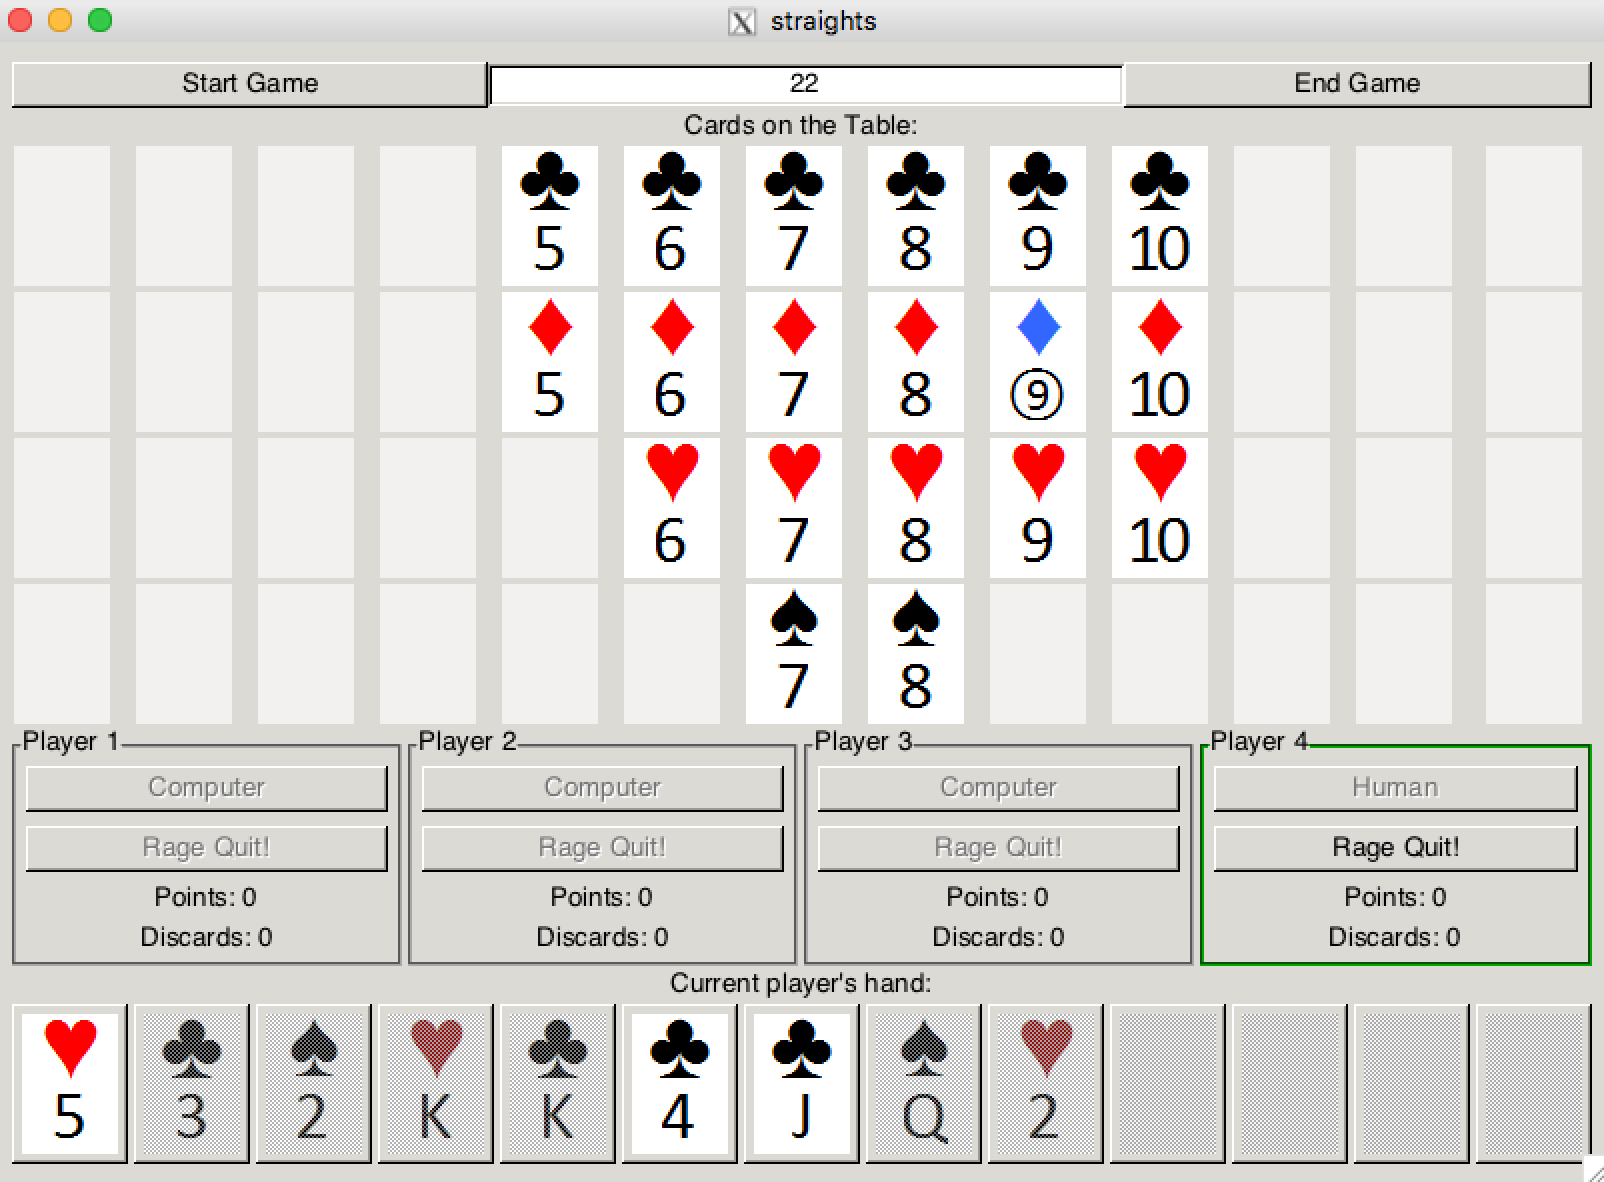 straights
Start Game 22 End Game
Cards on the Table:
5 6 7 8 9 10
5 6 7 8 9 10
6 7 8 9 10
7 8
Player 1 Player 2 Player 3 Player 4
Computer Computer Computer Human
Rage Quit! Rage Quit! Rage Quit! Rage Quit!
Points: 0 Points: 0 Points: 0 Points: 0
Discards: 0 Discards: 0 Discards: 0 Discards: 0
Current player's hand:
5 3 2 K K 4 J Q 2